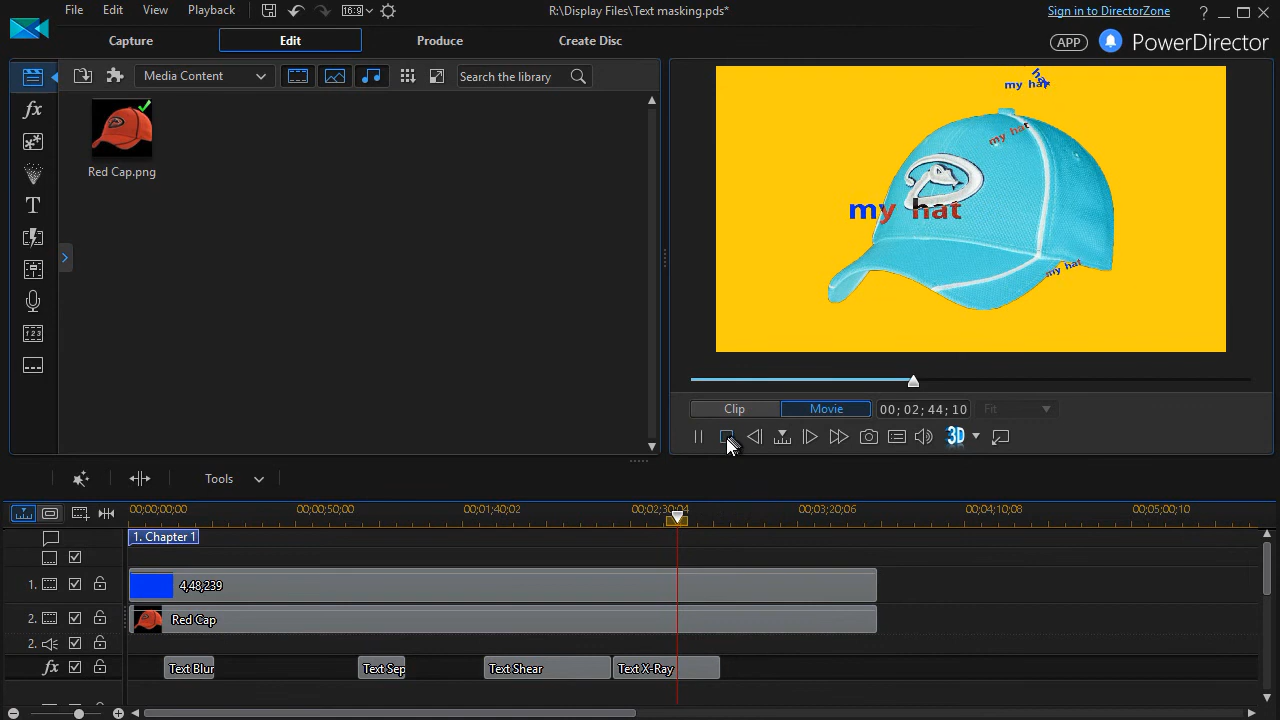 File Edit View Playback 16:9 R:\Display Files\Text masking.pds* Sign in to DirectorZone ?
Capture Edit Produce Create Disc APP PowerDirector
Media Content Search the library
fx
Red Cap.png
T
123
hat
my hat
my hat
my hat
my hat
Clip Movie 00; 02; 44; 10 Fit
3D
Tools
00;00;00;00 00;00;50;00 00;01;40;02 00;02;30;04 00;03;20;06 00;04;10;08 00;05;00;10
1. Chapter 1
1. 4,48,239
2. Red Cap
2.
fx Text Blur Text Sep Text Shear Text X-Ray